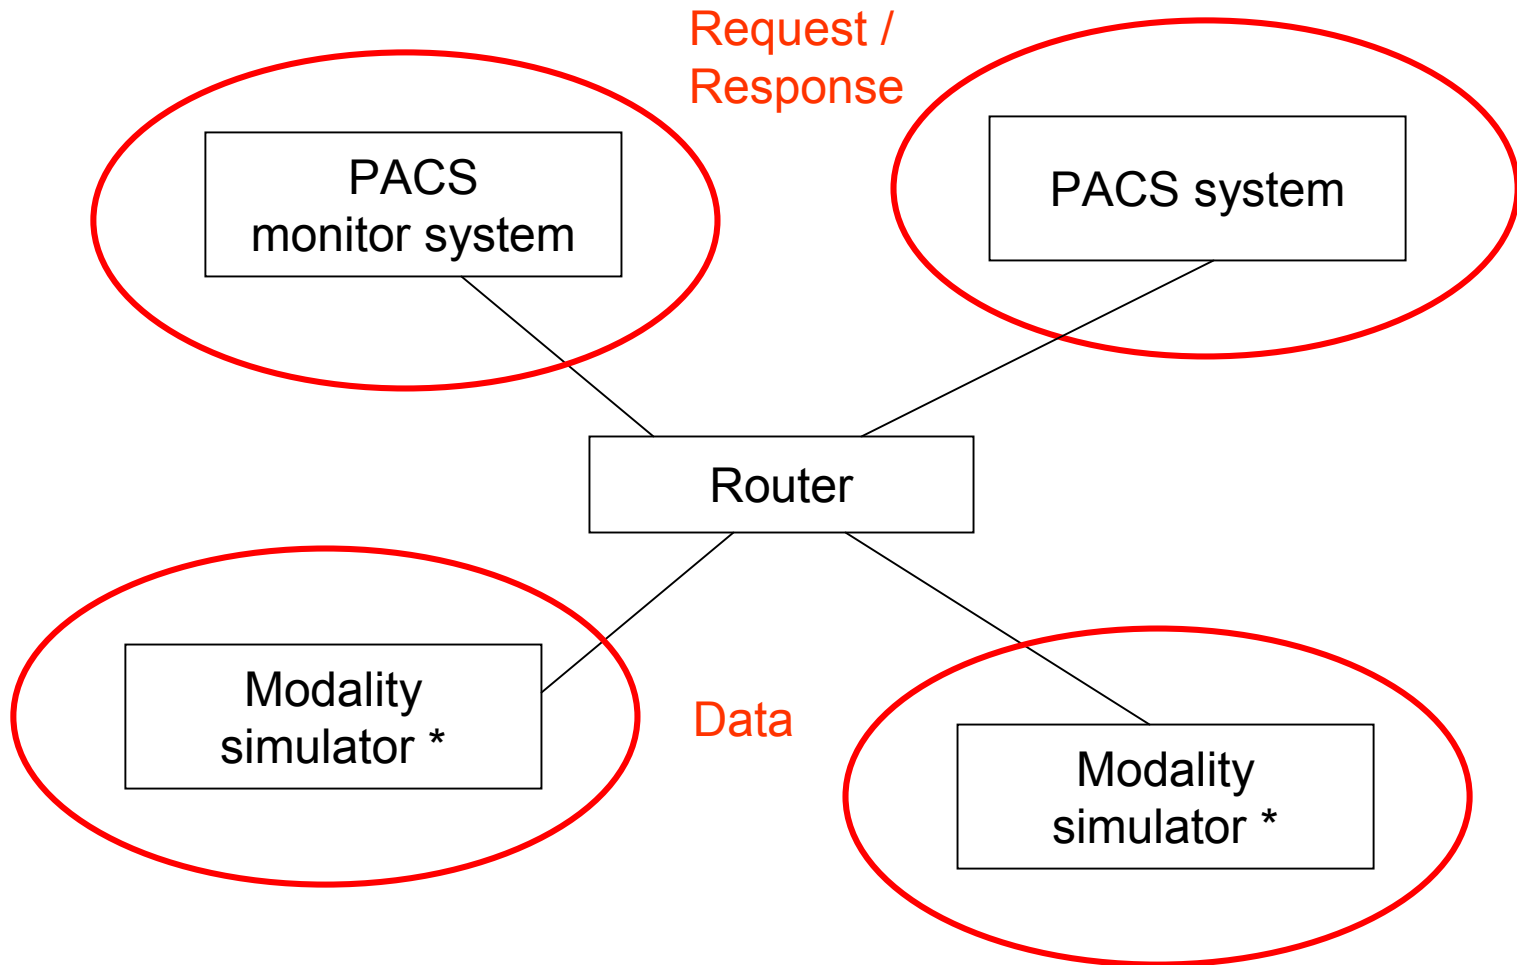 Request /
Response
PACS
monitor system
PACS system
Router
Modality
simulator *
Data
Modality
simulator *